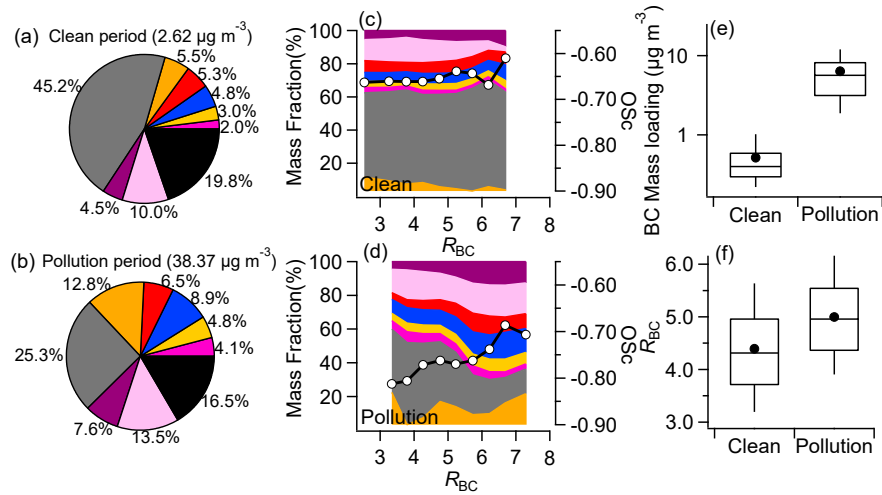 (a)
Clean period (2.62 µg m⁻³)
5.5%
5.3%
4.8%
3.0%
2.0%
19.8%
10.0%
4.5%
45.2%
(b)
Pollution period (38.37 µg m⁻³)
12.8%
6.5%
8.9%
4.8%
4.1%
16.5%
13.5%
7.6%
25.3%
(c)
Mass Fraction(%)
100
80
60
40
20
Clean
3 4 5 6 7 8
RBC
-0.60
-0.70
-0.80
-0.90
OSc
(d)
Mass Fraction(%)
100
80
60
40
20
Pollution
3 4 5 6 7 8
RBC
-0.60
-0.70
-0.80
-0.90
OSc
(e)
BC Mass loading (µg m⁻³)
10
1
Clean Pollution
(f)
RBC
6.0
5.0
4.0
3.0
Clean Pollution